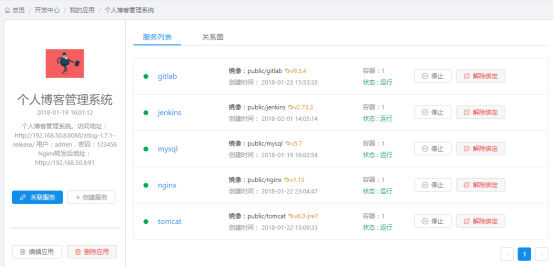 总览 / 开发中心 / 我的应用 / 个人博客管理系统
个人博客管理系统
2018-01-19 16:01:12
个人博客管理系统。访问地址：
http://192.168.50.8:8088/zrlog-1.7.1-
release/ 用户：admin，密码：123456
Nginx转发后地址：
http://192.168.50.8:91
关联服务
+ 创建服务
编辑应用
删除应用
服务列表 关系图
gitlab
镜像：public/gitlab v9.5.4
创建时间： 2018-01-23 15:53:35
容器：1
状态：运行
停止
解除绑定
jenkins
镜像：public/jenkins v2.73.3
创建时间： 2018-02-01 14:05:14
容器：1
状态：运行
停止
解除绑定
mysql
镜像：public/mysql v5.7
创建时间： 2018-01-19 16:02:54
容器：1
状态：运行
停止
解除绑定
nginx
镜像：public/nginx v1.13
创建时间： 2018-01-22 23:04:47
容器：1
状态：运行
停止
解除绑定
tomcat
镜像：public/tomcat v8.0-jre7
创建时间： 2018-01-22 15:09:33
容器：1
状态：运行
停止
解除绑定
1